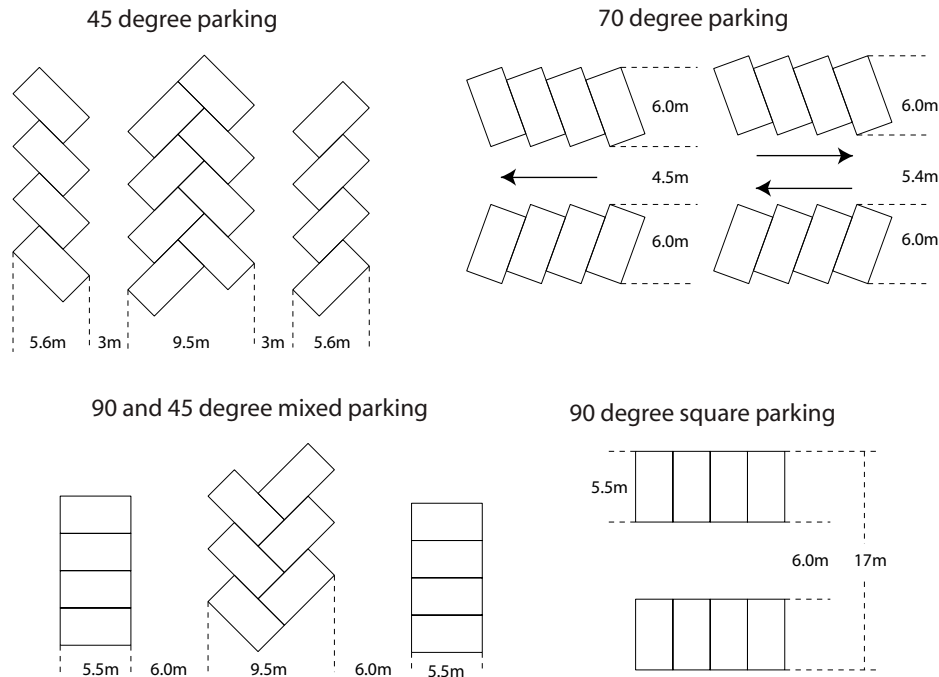 45 degree parking
5.6m 3m 9.5m 3m 5.6m
70 degree parking
6.0m 6.0m
4.5m 5.4m
6.0m 6.0m
90 and 45 degree mixed parking
5.5m 6.0m 9.5m 6.0m 5.5m
90 degree square parking
5.5m
6.0m 17m